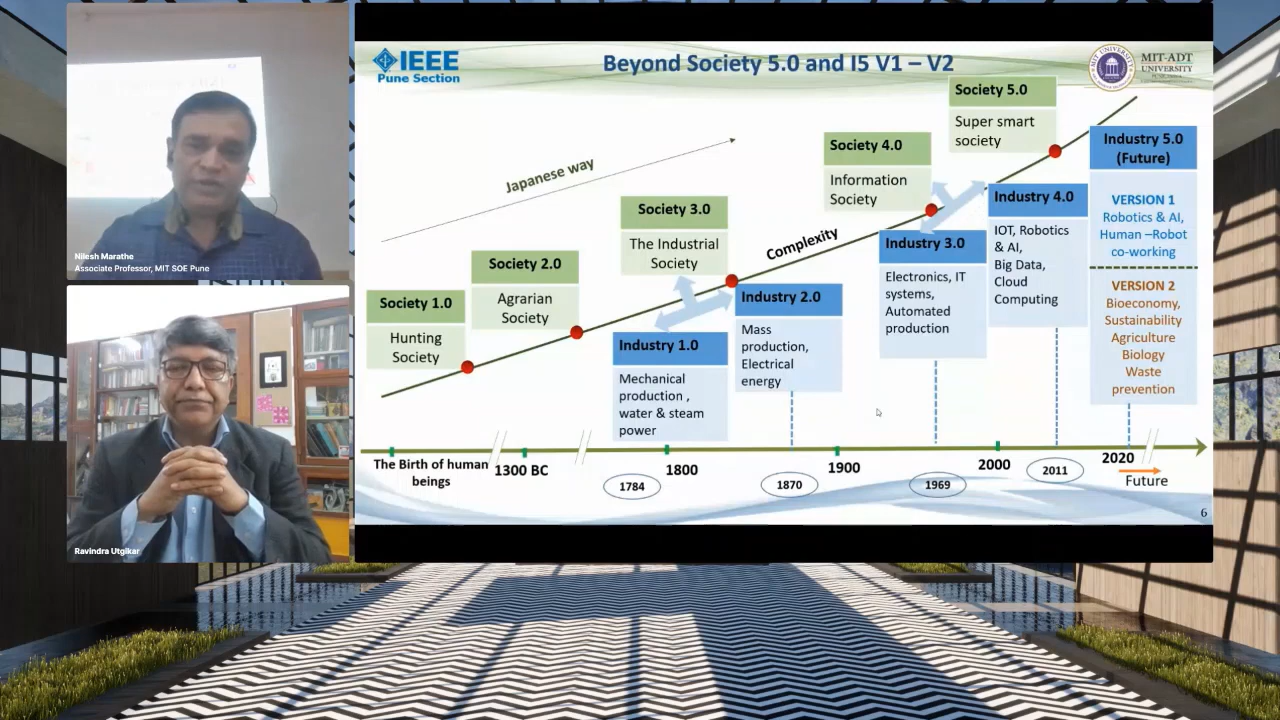 Nilesh Marathe
Associate Professor, MIT SOE Pune
Ravindra Utgikar
IEEE
Pune Section
Beyond Society 5.0 and I5 V1 – V2
MIT-ADT
UNIVERSITY
Japanese way
Complexity
Society 1.0
Hunting
Society
Society 2.0
Agrarian
Society
Society 3.0
The Industrial
Society
Society 4.0
Information
Society
Society 5.0
Super smart
society
Industry 1.0
Mechanical
production ,
water & steam
power
Industry 2.0
Mass
production,
Electrical
energy
Industry 3.0
Electronics, IT
systems,
Automated
production
Industry 4.0
IOT, Robotics
& AI,
Big Data,
Cloud
Computing
Industry 5.0
(Future)
VERSION 1
Robotics & AI,
Human –Robot
co-working
VERSION 2
Bioeconomy,
Sustainability
Agriculture
Biology
Waste
prevention
The Birth of human
beings
1300 BC
1784
1800
1870
1900
1969
2000
2011
2020
Future
6